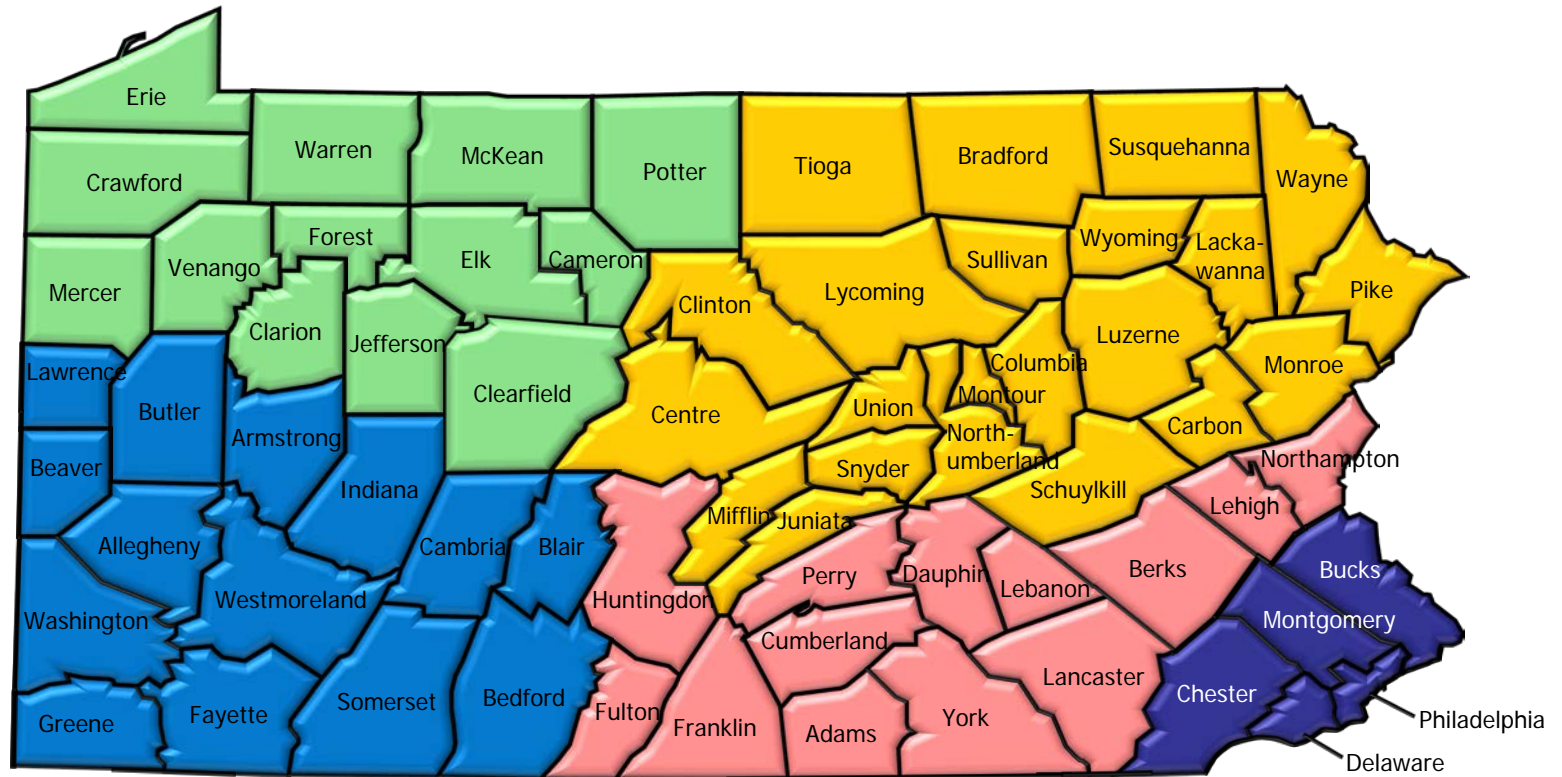 Erie
Warren
McKean
Potter
Tioga
Bradford
Susquehanna
Wayne
Crawford
Mercer
Venango
Forest
Elk
Cameron
Clinton
Lycoming
Sullivan
Wyoming
Lacka-
wanna
Pike
Clarion
Jefferson
Clearfield
Centre
Union
Montour
Columbia
Luzerne
Monroe
Carbon
Lawrence
Butler
Armstrong
Beaver
Indiana
Snyder
North-
umberland
Schuylkill
Northampton
Lehigh
Allegheny
Cambria
Blair
Mifflin
Juniata
Huntingdon
Perry
Dauphin
Lebanon
Berks
Bucks
Montgomery
Washington
Westmoreland
Cumberland
Lancaster
Chester
Greene
Fayette
Somerset
Bedford
Fulton
Franklin
Adams
York
Philadelphia
Delaware